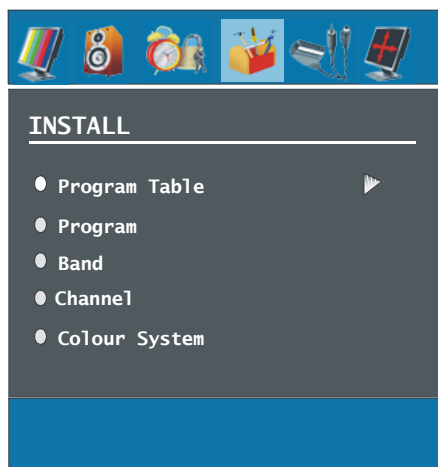 INSTALL
Program Table
Program
Band
Channel
Colour System